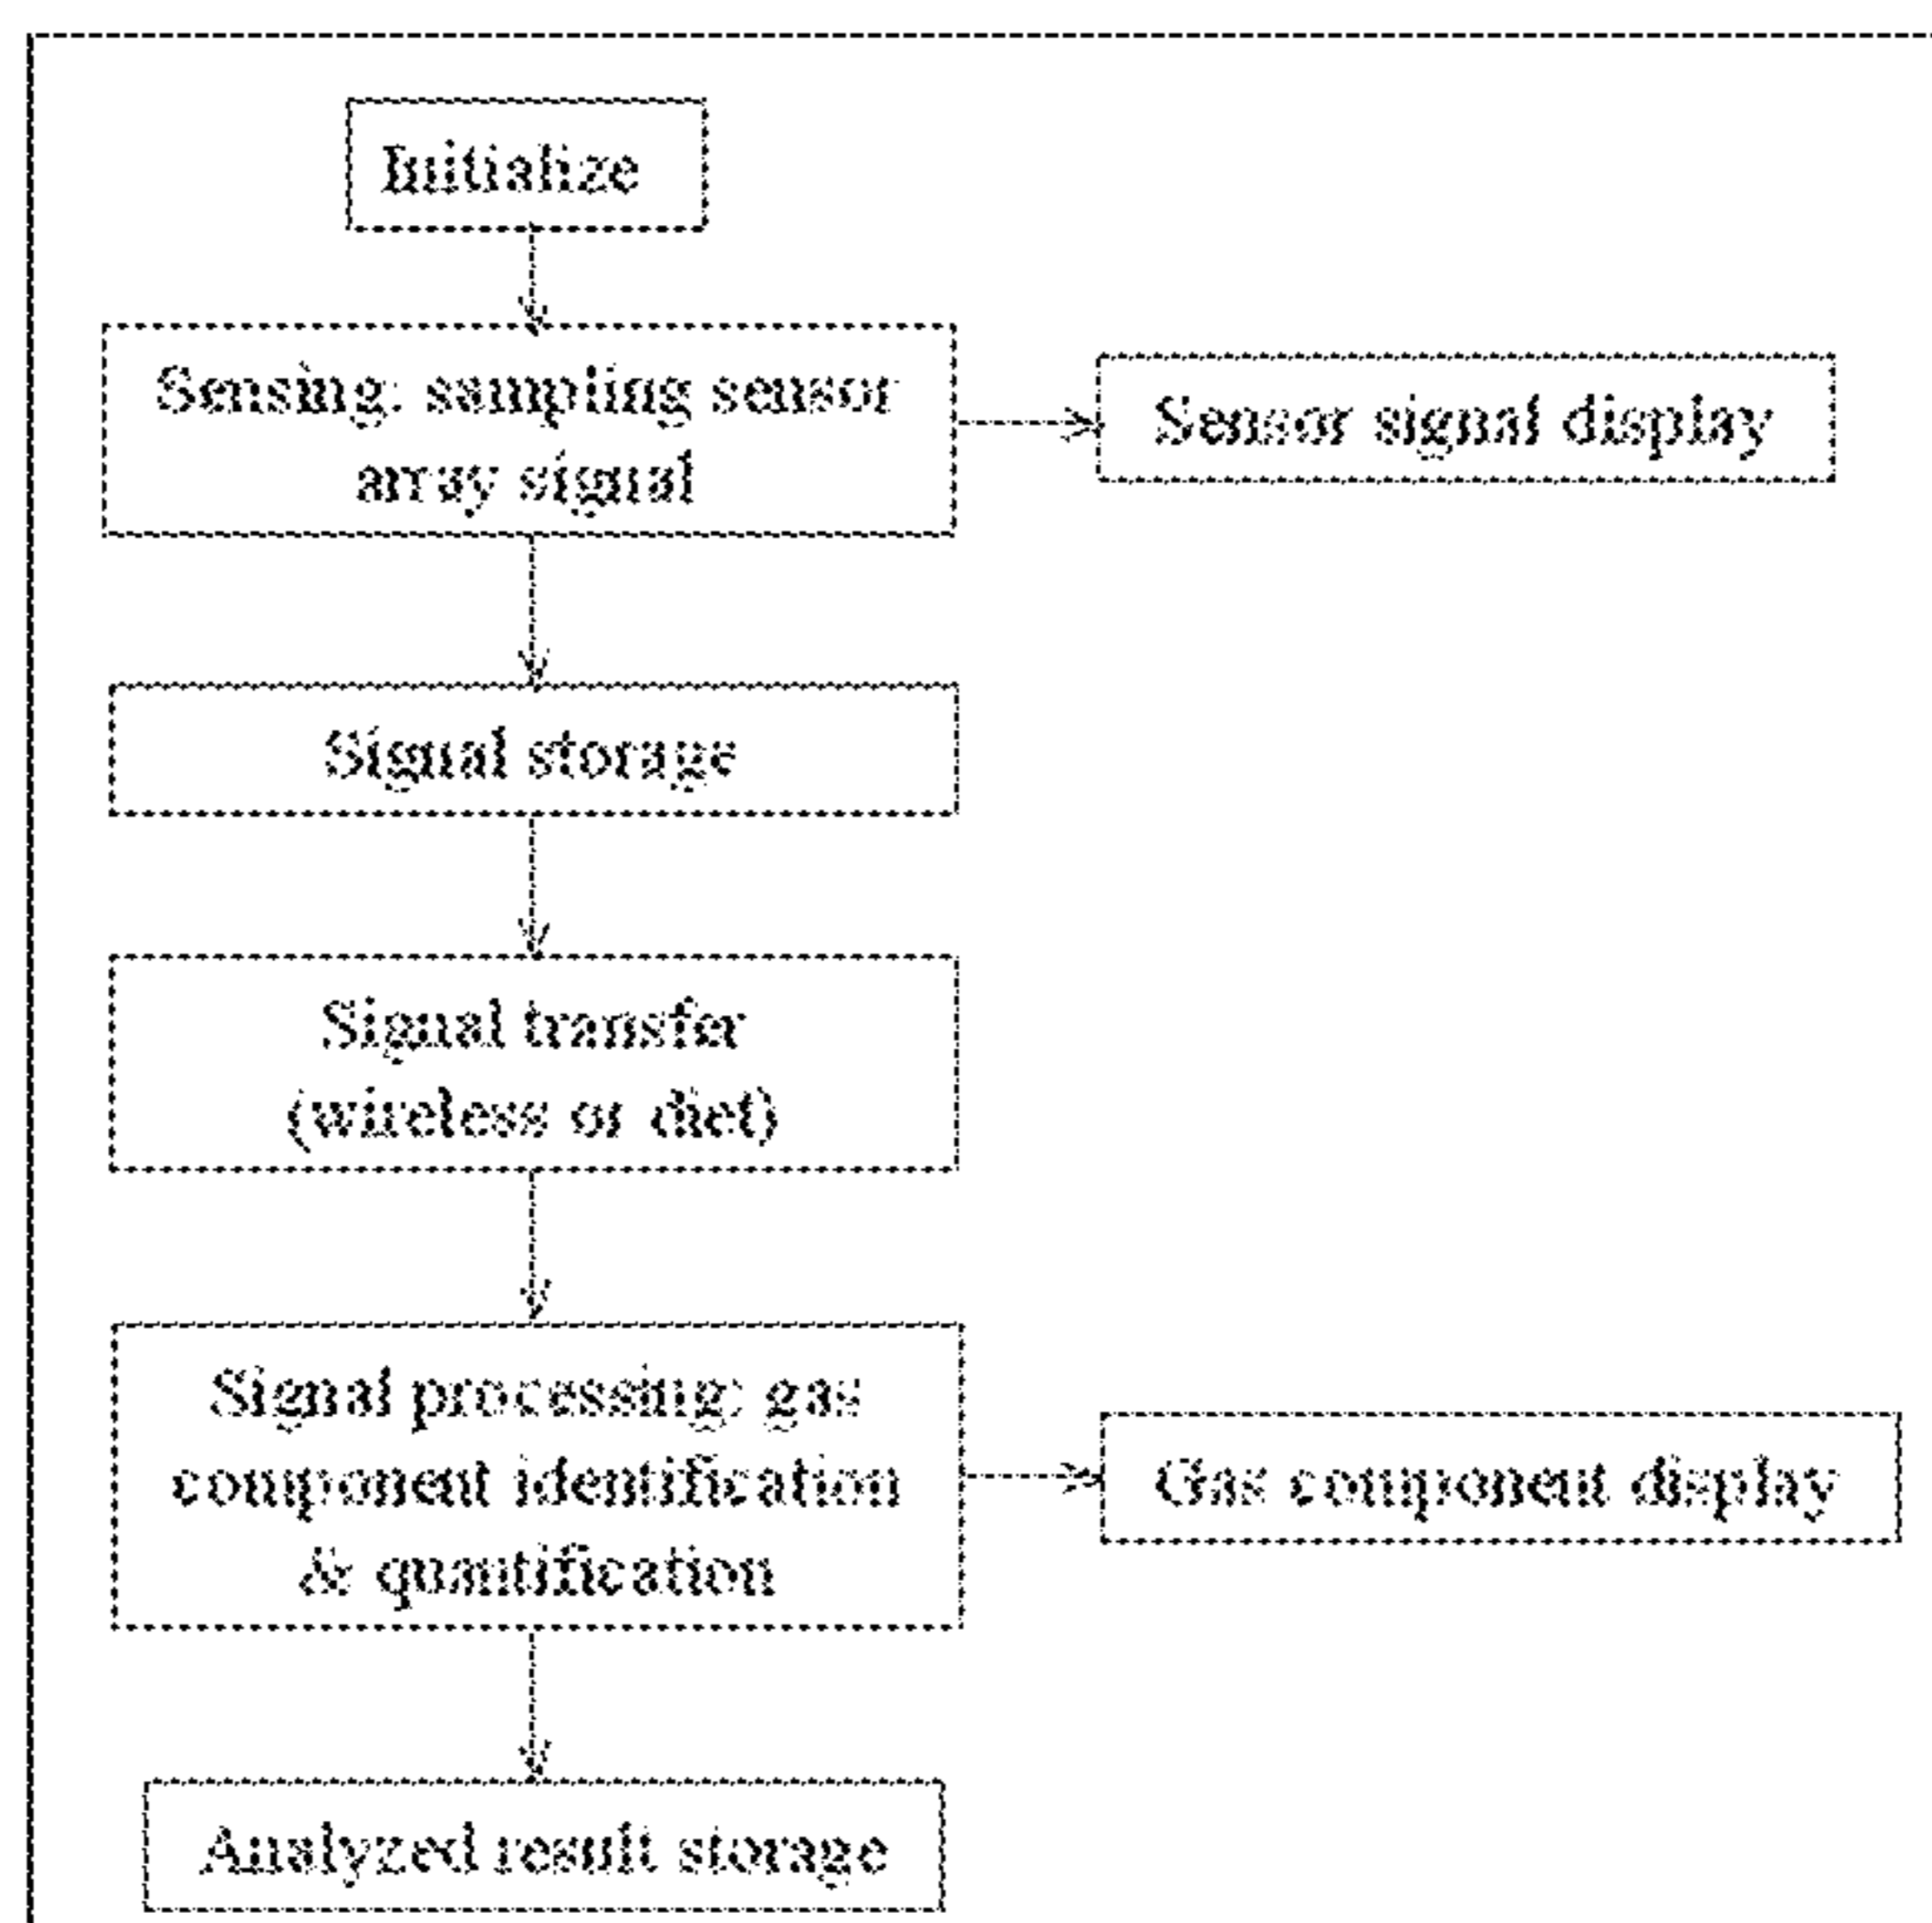 Initialize
Sensing: sampling sensor
array signal
Sensor signal display
Signal storage
Signal transfer
(wireless or diet)
Signal processing: gas
component identification
& quantification
Gas component display
Analyzed result storage